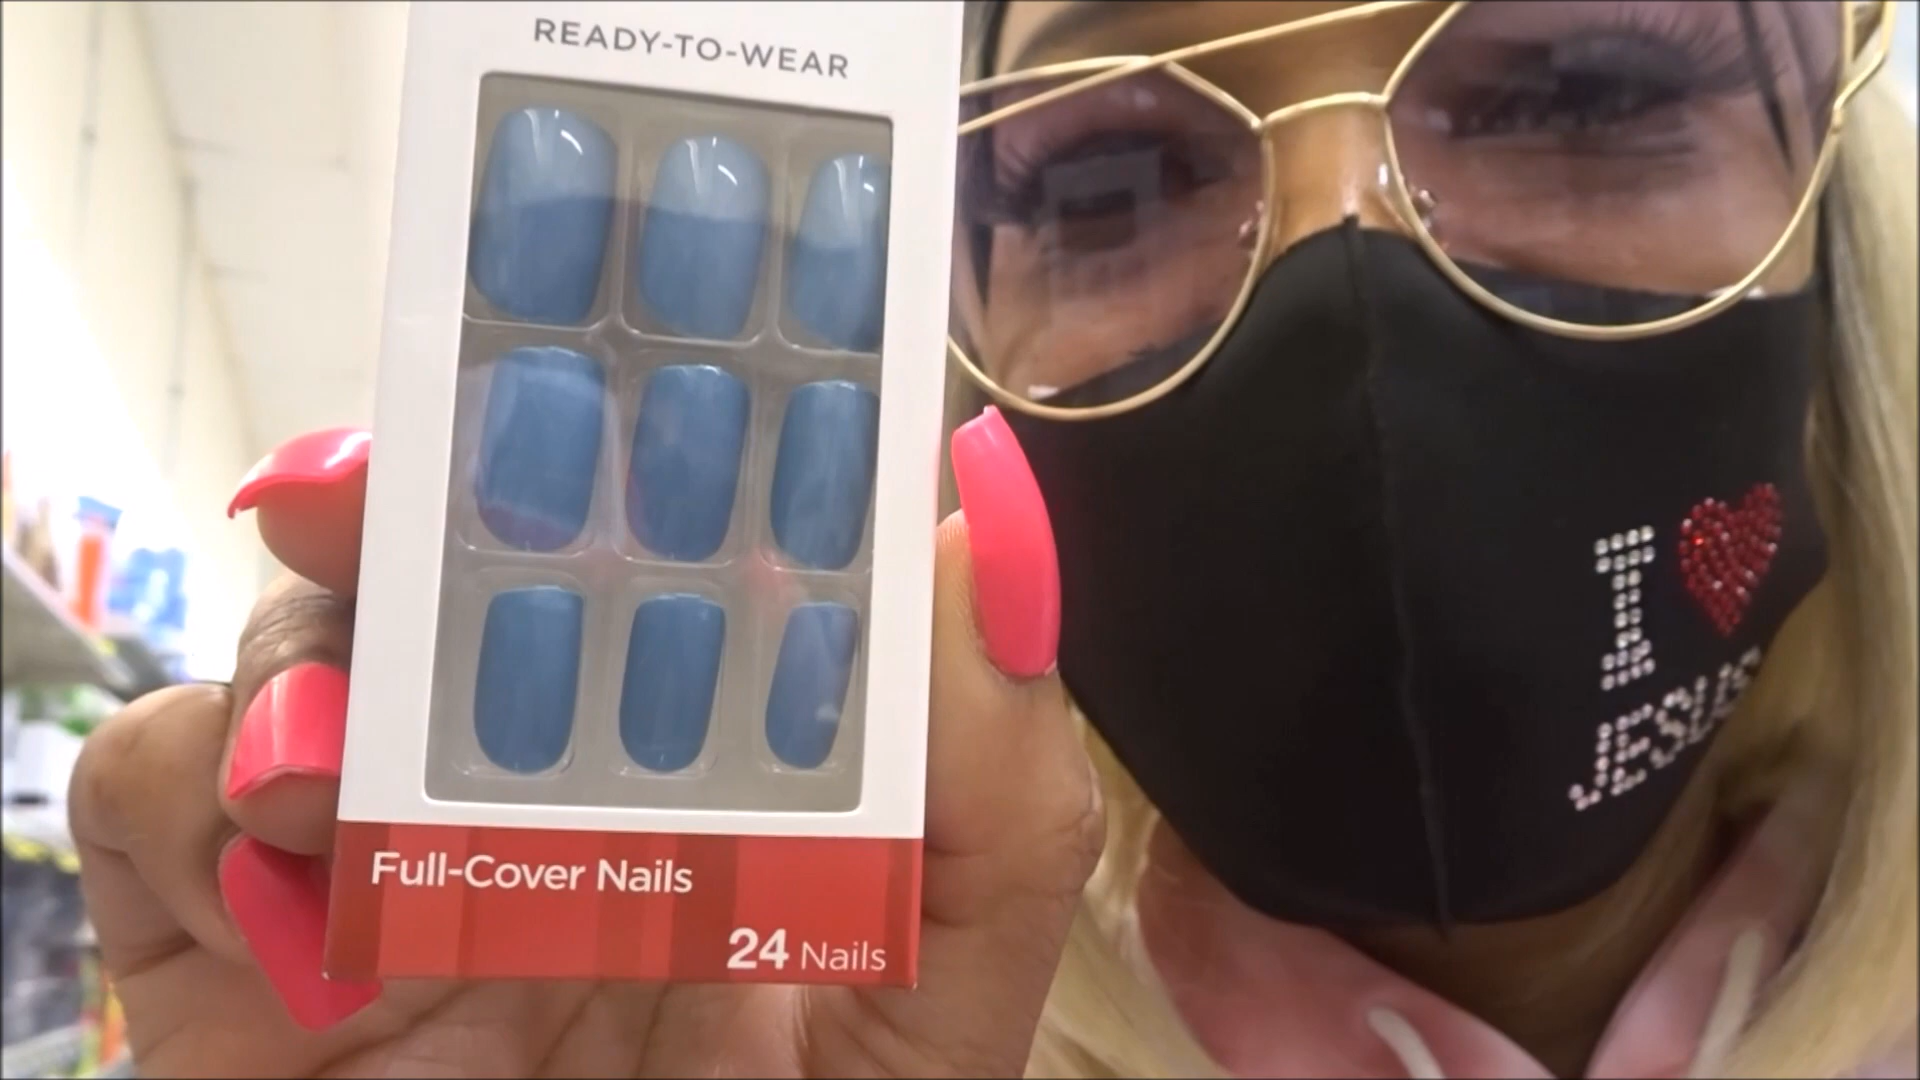 READY-TO-WEAR
Full-Cover Nails
24 Nails
I ❤
JESUS